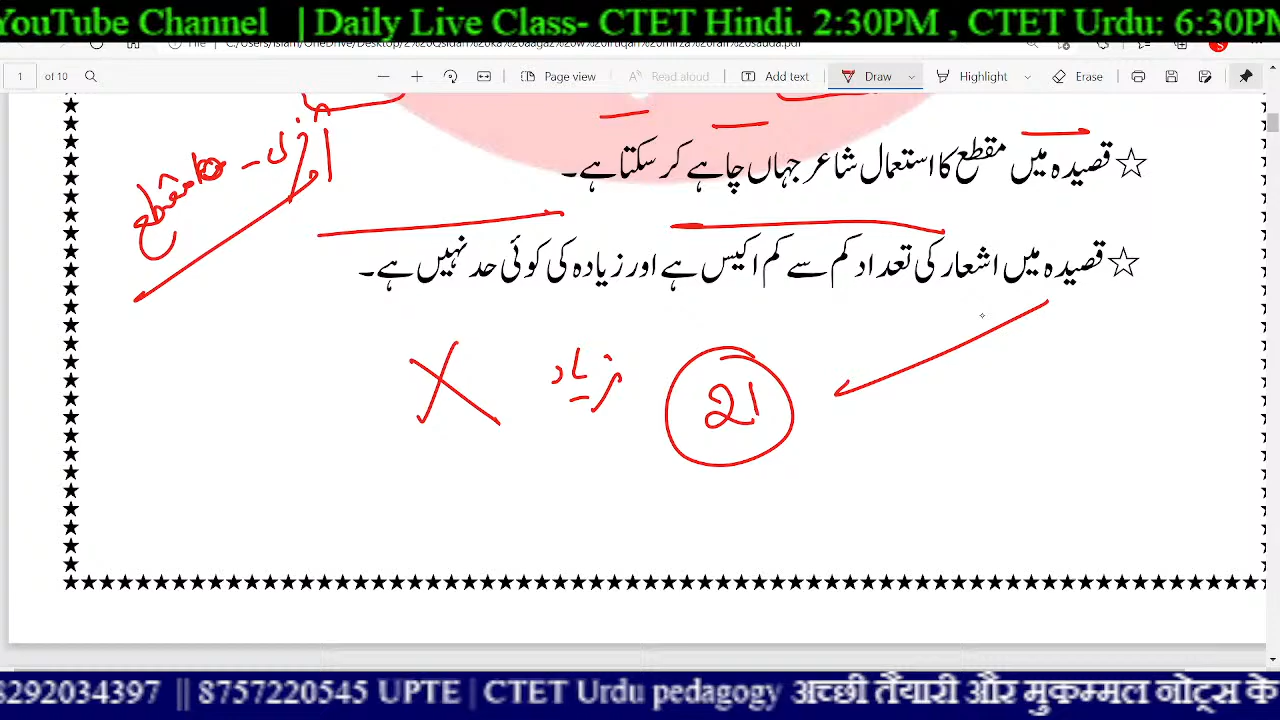 YouTube Channel | Daily Live Class- CTET Hindi. 2:30PM , CTET Urdu: 6:30PM
1 of 10 Page view Read aloud Add text Draw Highlight Erase
☆ قصیدہ میں مقطع کا استعمال شاعر جہاں چاہے کر سکتا ہے۔
مقطع
☆ قصیدہ میں اشعار کی تعداد کم سے کم اکیس ہے اور زیادہ کی کوئی حد نہیں ہے۔
21
8292034397 || 8757220545 UPTE | CTET Urdu pedagogy अच्छी तैयारी और मुकम्मल नोट्स के